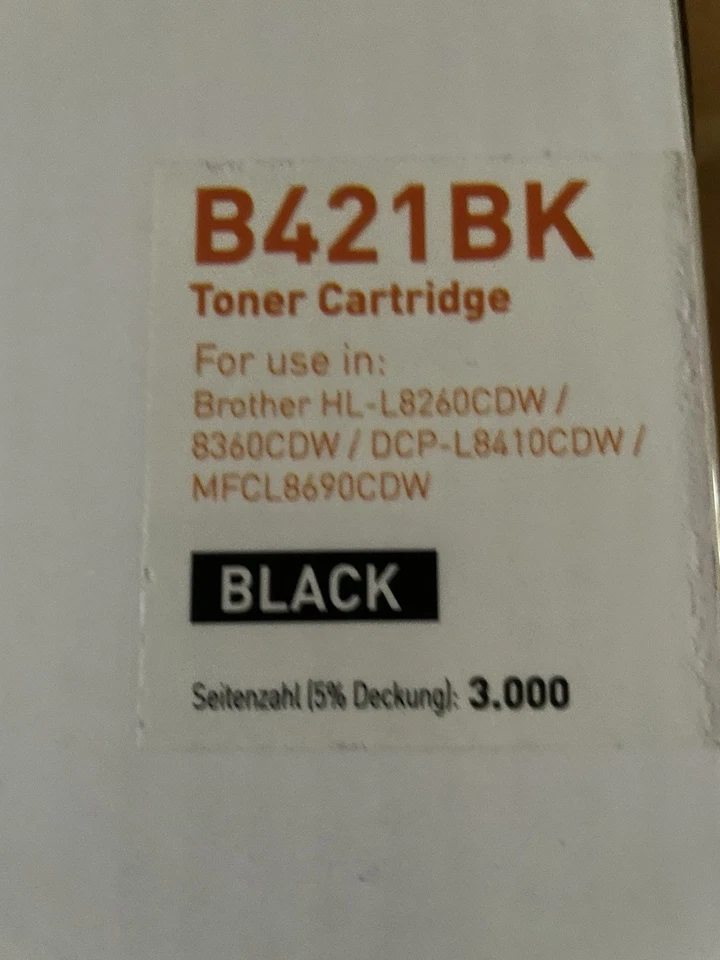 B421BK
Toner Cartridge
For use in:
Brother HL-L8260CDW /
8360CDW / DCP-L8410CDW /
MFCL8690CDW
BLACK
Seitenzahl (5% Deckung): 3.000